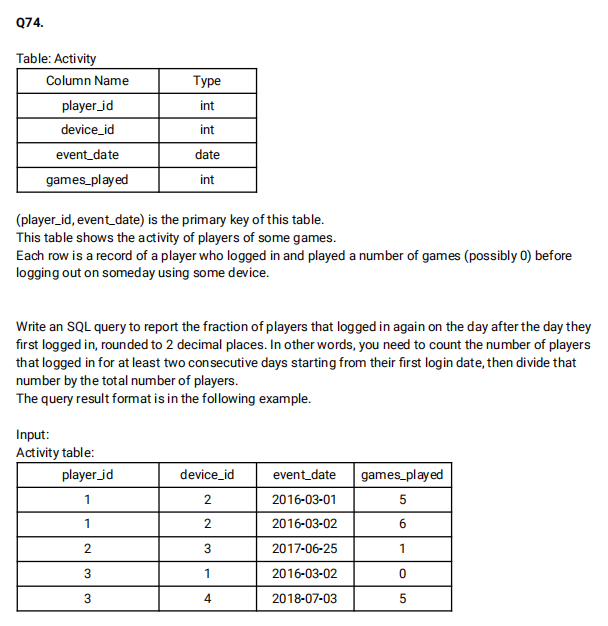 Q74.
Table: Activity
Column Name Type
player_id int
device_id int
event_date date
games_played int
(player_id, event_date) is the primary key of this table.
This table shows the activity of players of some games.
Each row is a record of a player who logged in and played a number of games (possibly 0) before
logging out on someday using some device.
Write an SQL query to report the fraction of players that logged in again on the day after the day they
first logged in, rounded to 2 decimal places. In other words, you need to count the number of players
that logged in for at least two consecutive days starting from their first login date, then divide that
number by the total number of players.
The query result format is in the following example.
Input:
Activity table:
player_id device_id event_date games_played
1 2 2016-03-01 5
1 2 2016-03-02 6
2 3 2017-06-25 1
3 1 2016-03-02 0
3 4 2018-07-03 5